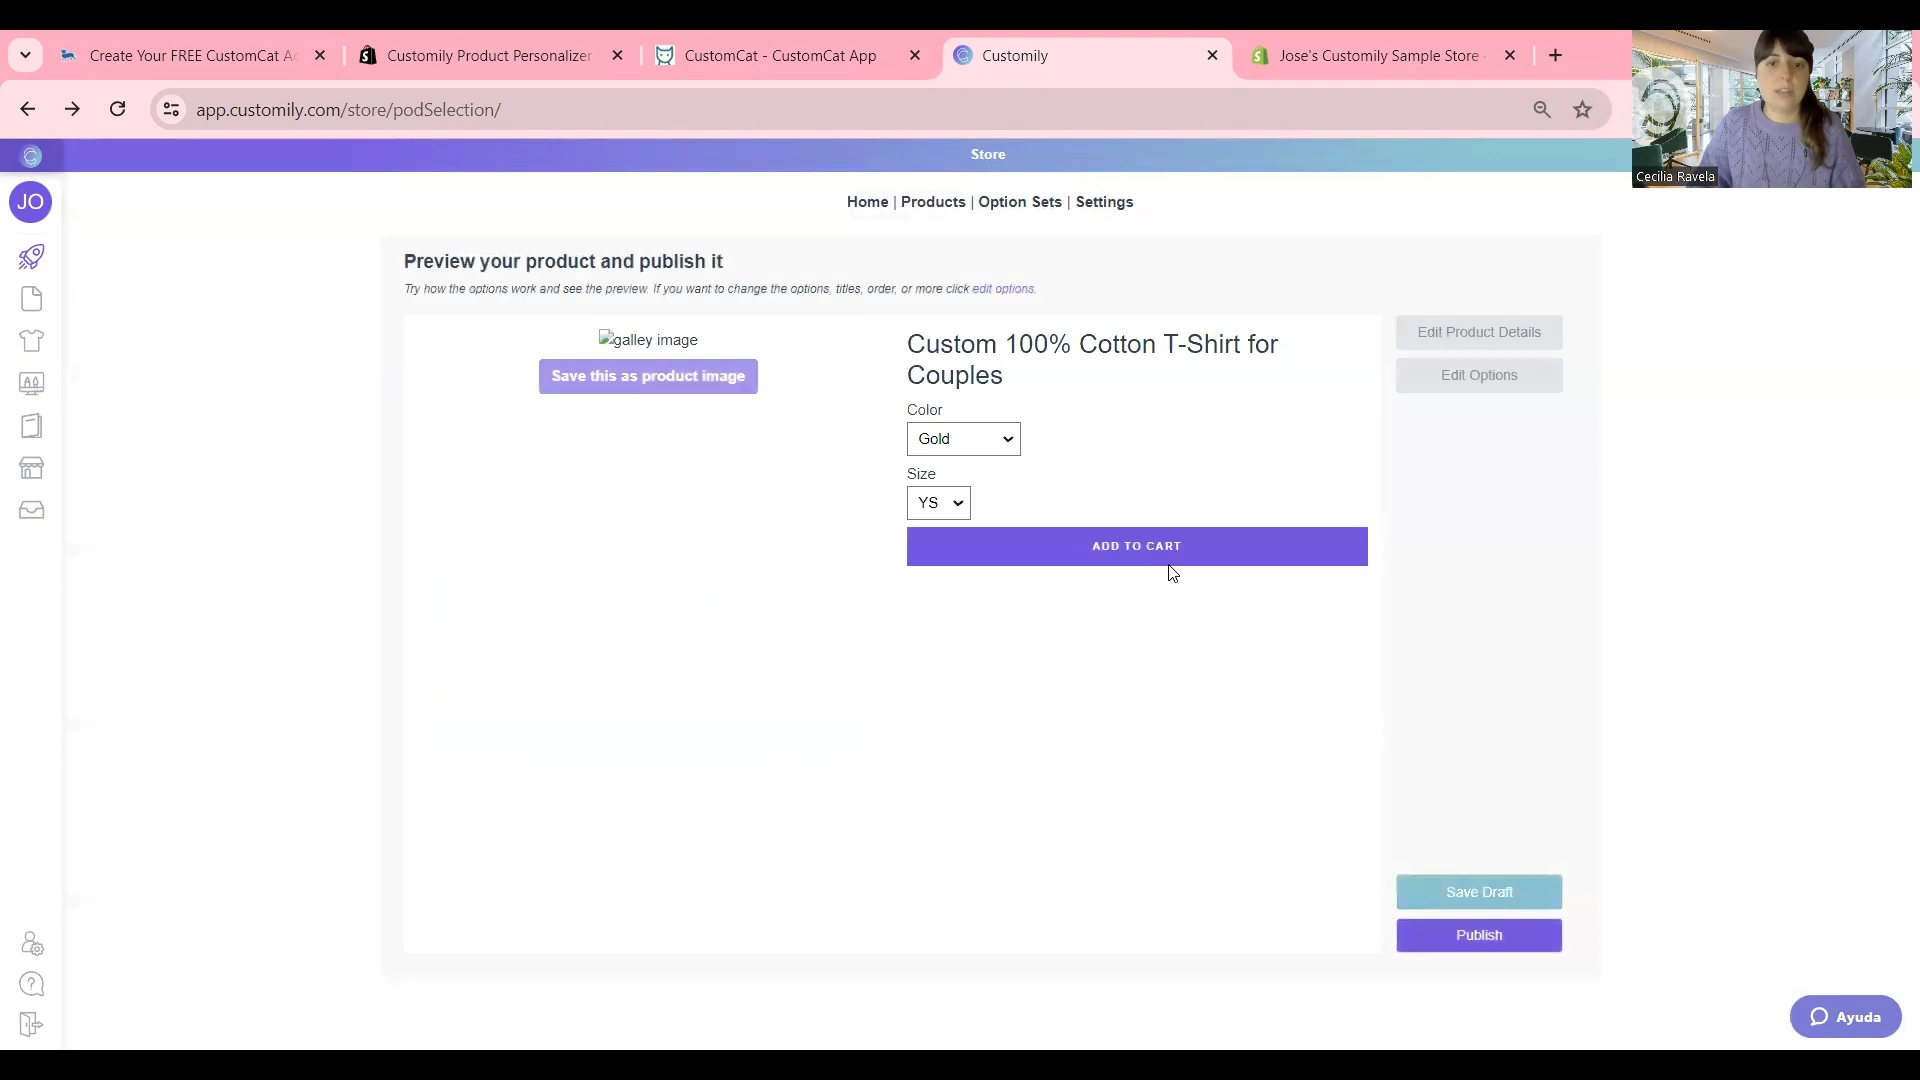 Create Your FREE CustomCat Ac
Customily Product Personalizer
CustomCat - CustomCat App
Customily
Jose's Customily Sample Store
app.customily.com/store/podSelection/
Cecilia Ravela
Store
JO
Home | Products | Option Sets | Settings
Preview your product and publish it
Try how the options work and see the preview. If you want to change the options, titles, order, or more click edit options.
galley image
Save this as product image
Custom 100% Cotton T-Shirt for
Couples
Color
Gold
Size
YS
ADD TO CART
Edit Product Details
Edit Options
Save Draft
Publish
Ayuda